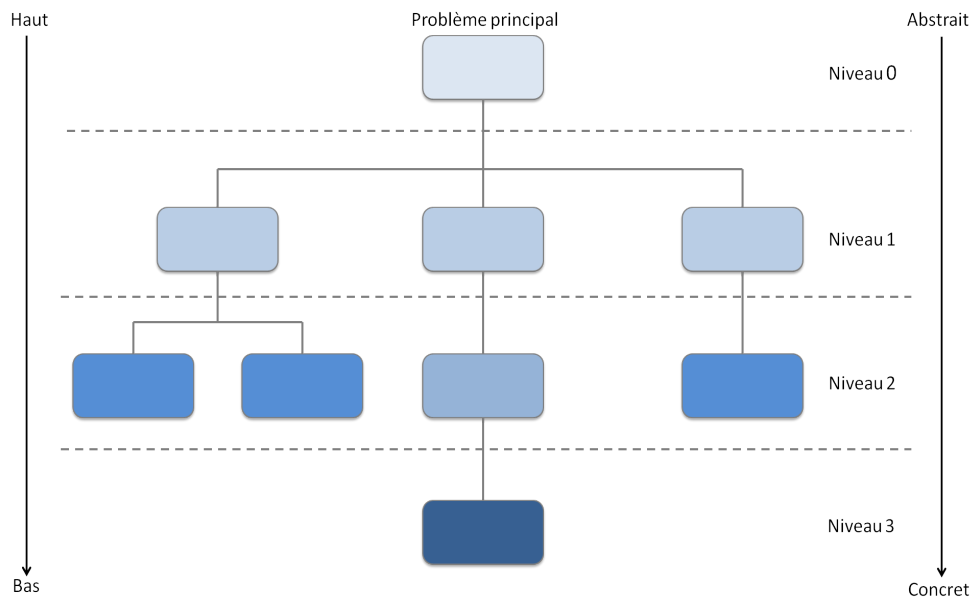 Haut
Problème principal
Abstrait
Niveau 0
Niveau 1
Niveau 2
Niveau 3
Bas
Concret